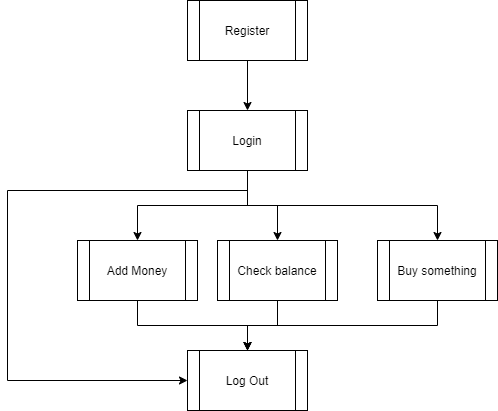 Register
Login
Add Money
Check balance
Buy something
Log Out